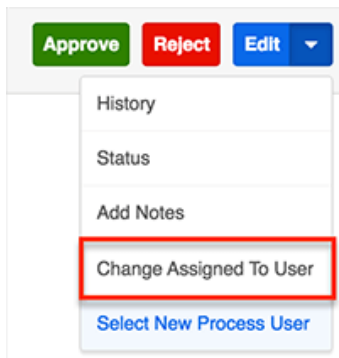 Approve Reject Edit
History
Status
Add Notes
Change Assigned To User
Select New Process User